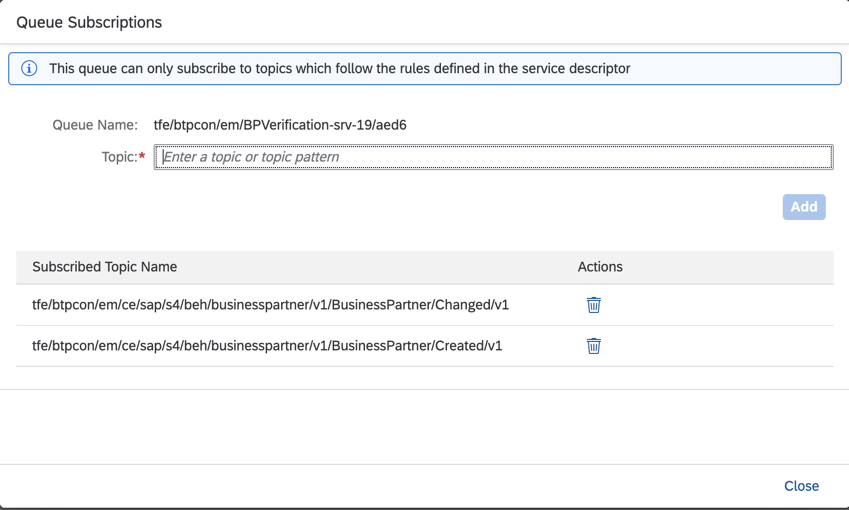 Queue Subscriptions
This queue can only subscribe to topics which follow the rules defined in the service descriptor
Queue Name: tfe/btpcon/em/BPVerification-srv-19/aed6
Topic:* Enter a topic or topic pattern
Add
Subscribed Topic Name Actions
tfe/btpcon/em/ce/sap/s4/beh/businesspartner/v1/BusinessPartner/Changed/v1
tfe/btpcon/em/ce/sap/s4/beh/businesspartner/v1/BusinessPartner/Created/v1
Close